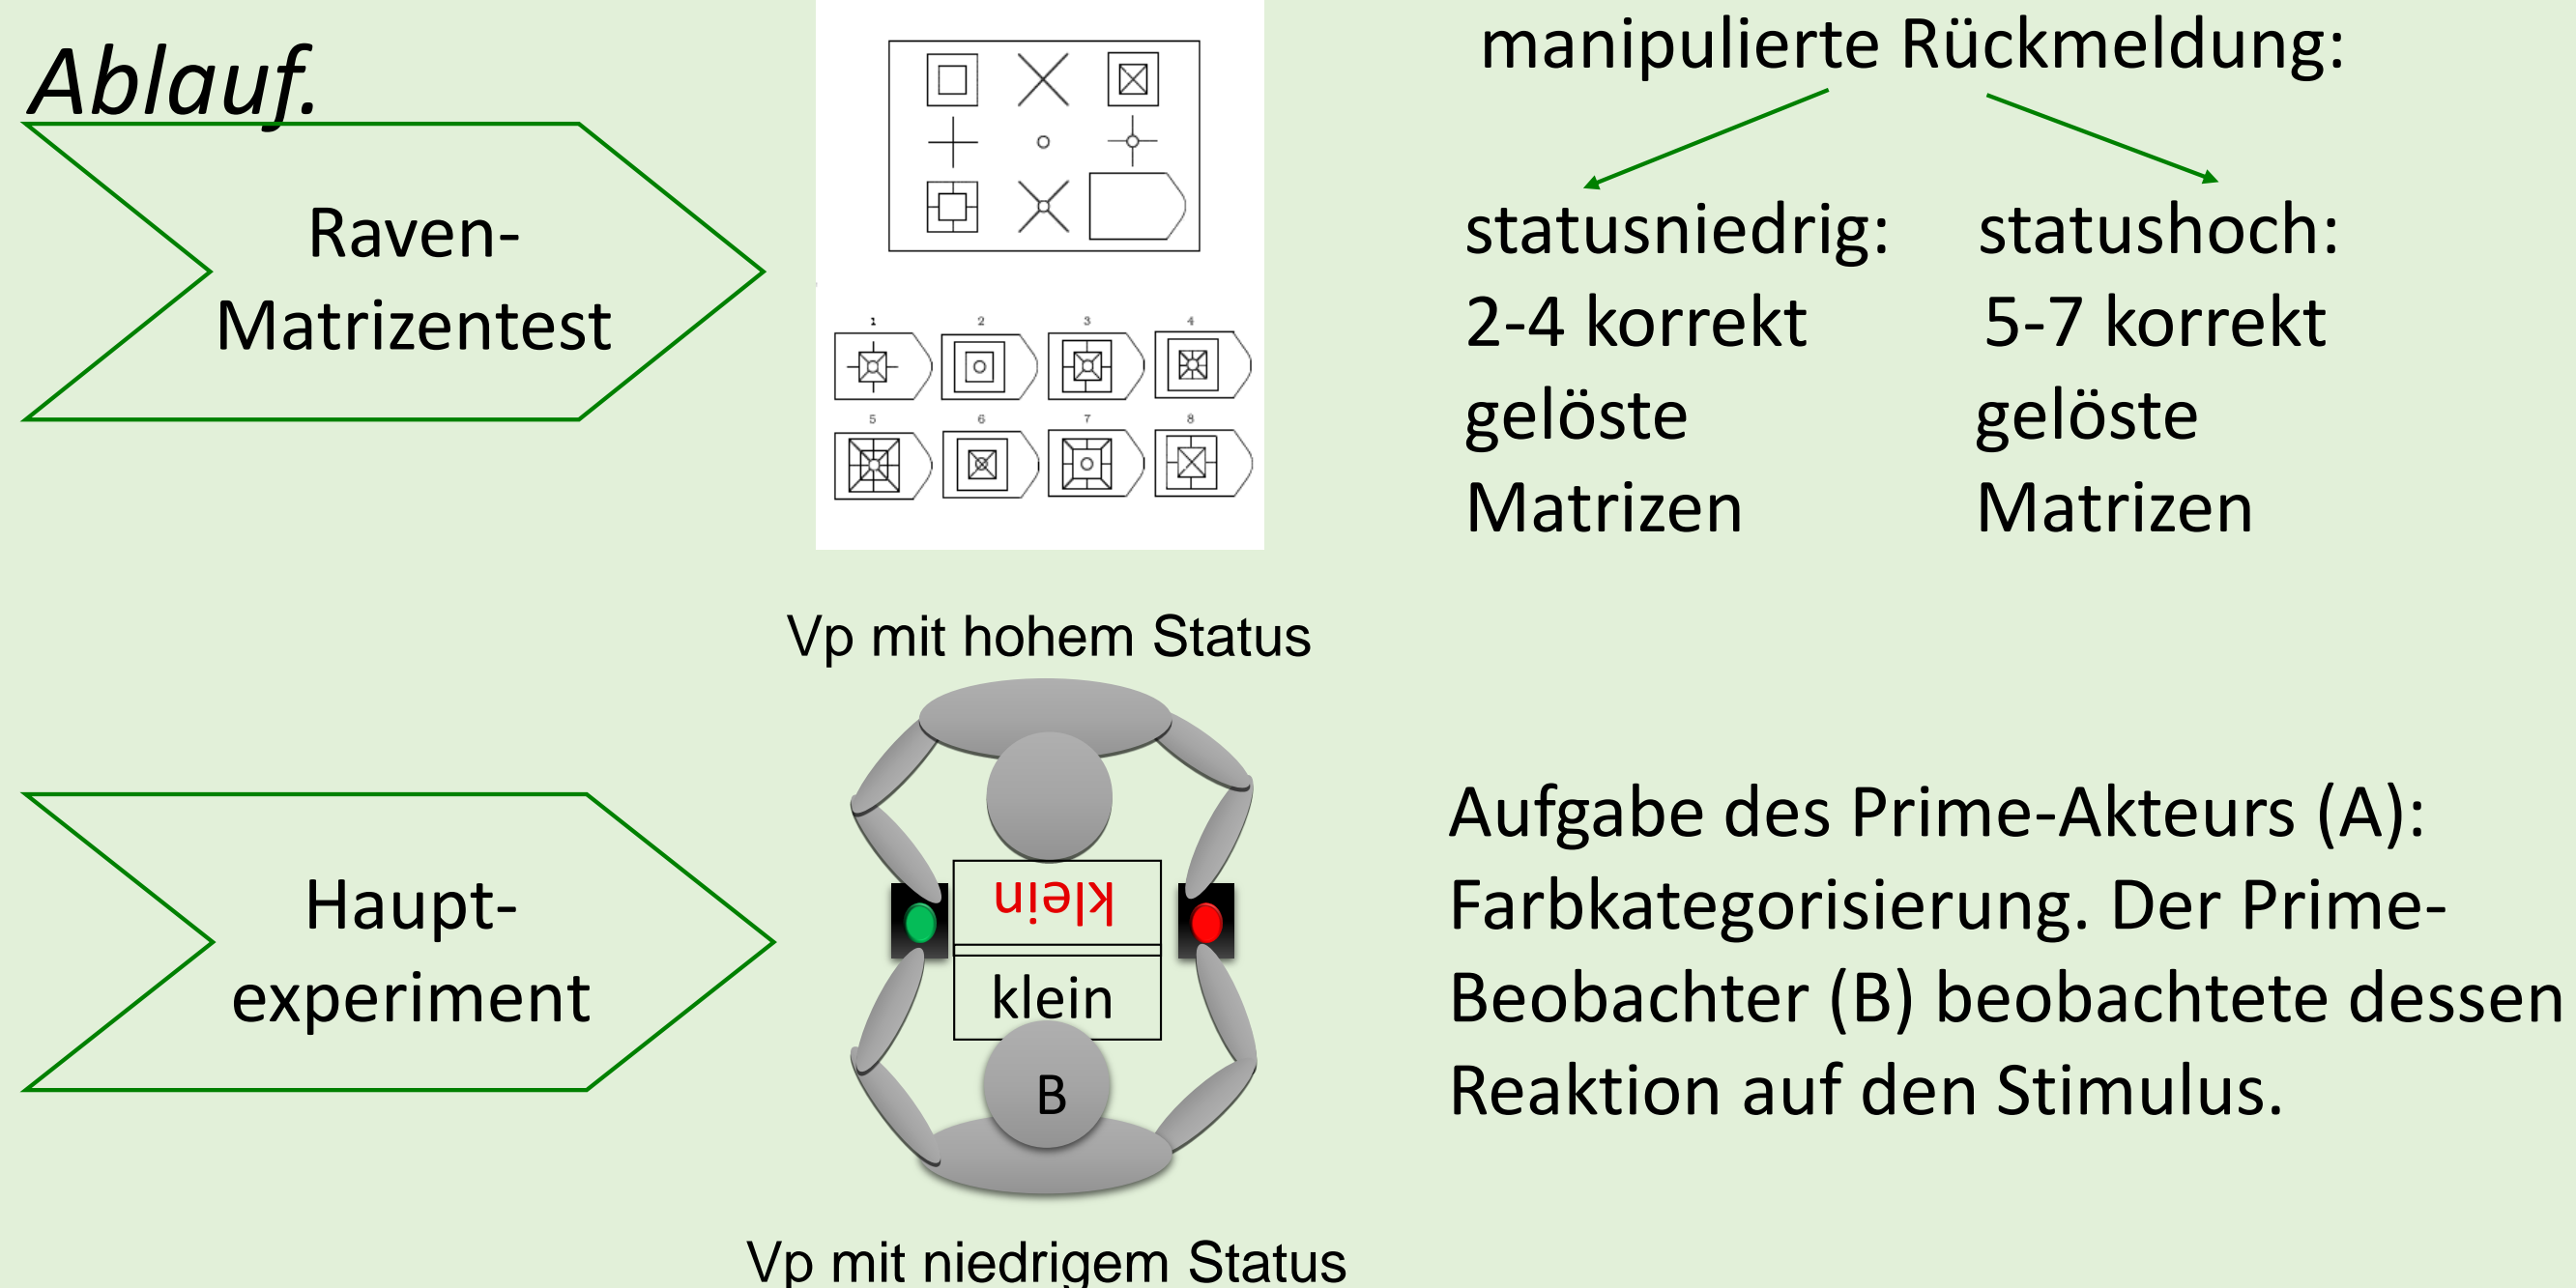 Ablauf.
Raven-
Matrizentest
1 2 3 4
5 6 7 8
manipulierte Rückmeldung:
statusniedrig:
2-4 korrekt
gelöste
Matrizen
statushoch:
5-7 korrekt
gelöste
Matrizen
Haupt-
experiment
Vp mit hohem Status
klein
klein
B
Vp mit niedrigem Status
Aufgabe des Prime-Akteurs (A):
Farbkategorisierung. Der Prime-
Beobachter (B) beobachtete dessen
Reaktion auf den Stimulus.